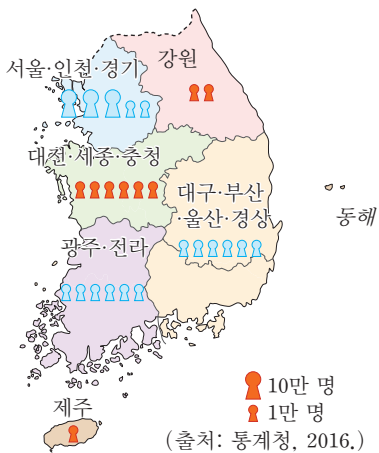 서울·인천·경기
강원
대전·세종·충청
대구·부산
·울산·경상
동해
광주·전라
제주
10만 명
1만 명
(출처: 통계청, 2016.)